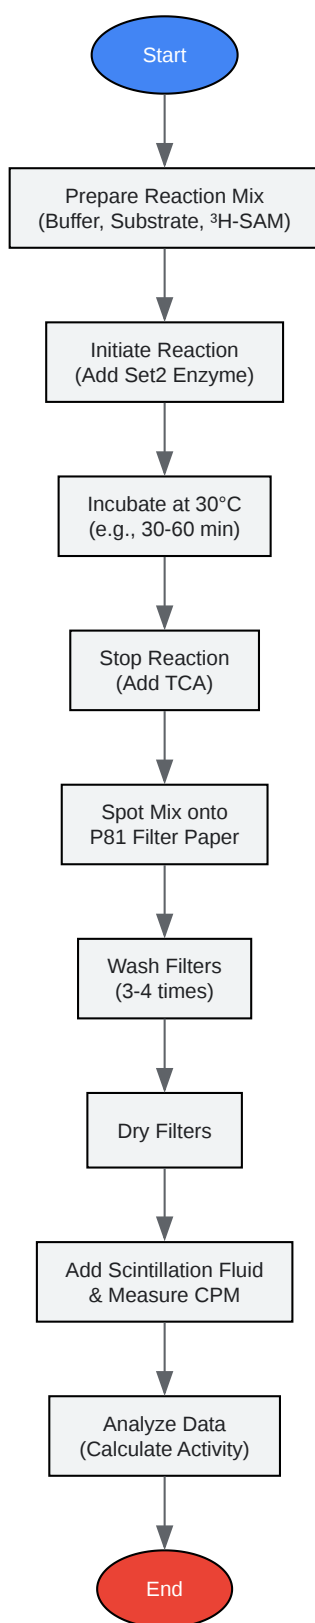 Start
Prepare Reaction Mix
(Buffer, Substrate, ³H-SAM)
Initiate Reaction
(Add Set2 Enzyme)
Incubate at 30°C
(e.g., 30-60 min)
Stop Reaction
(Add TCA)
Spot Mix onto
P81 Filter Paper
Wash Filters
(3-4 times)
Dry Filters
Add Scintillation Fluid
& Measure CPM
Analyze Data
(Calculate Activity)
End